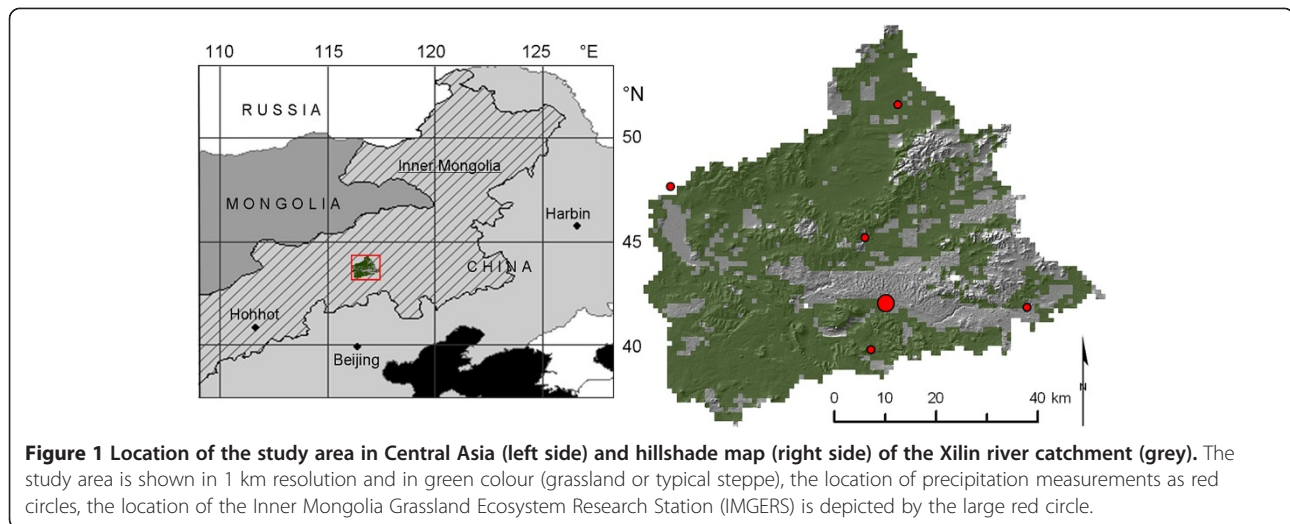 110 115 120 125 °E
°N
RUSSIA
50
Inner Mongolia
MONGOLIA
Harbin
45
CHINA
Hohhot
Beijing
40
0 10 20 40 km
N
Figure 1 Location of the study area in Central Asia (left side) and hillshade map (right side) of the Xilin river catchment (grey). The
study area is shown in 1 km resolution and in green colour (grassland or typical steppe), the location of precipitation measurements as red
circles, the location of the Inner Mongolia Grassland Ecosystem Research Station (IMGERS) is depicted by the large red circle.